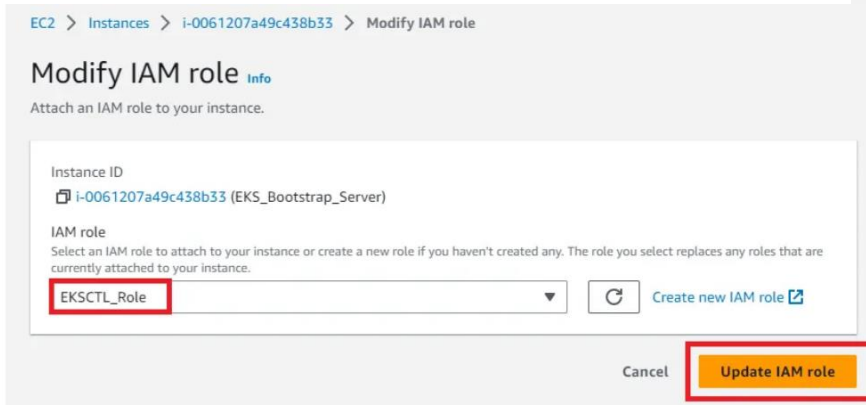 EC2 > Instances > i-0061207a49c438b33 > Modify IAM role
Modify IAM role Info
Attach an IAM role to your instance.
Instance ID
i-0061207a49c438b33 (EKS_Bootstrap_Server)
IAM role
Select an IAM role to attach to your instance or create a new role if you haven't created any. The role you select replaces any roles that are
currently attached to your instance.
EKSCTL_Role
Create new IAM role
Cancel Update IAM role